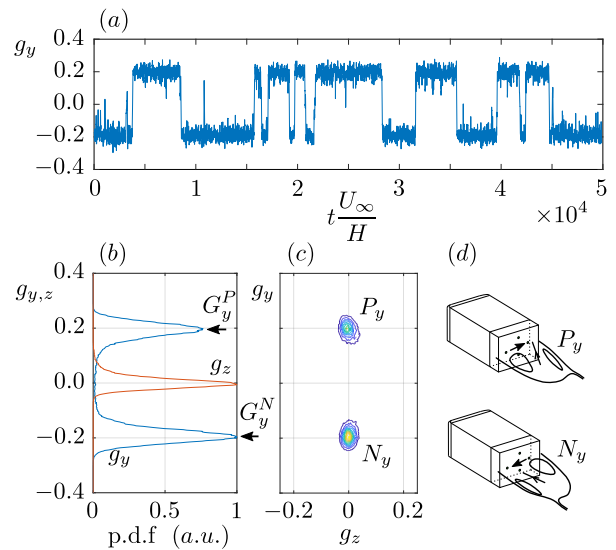 (a)
g_y
0.4
0.2
0.0
−0.2
−0.4
0 1 2 3 4 5
t U_∞/H
×10^4
(b) (c) (d)
g_{y,z}
0.4
0.2
0.0
−0.2
−0.4
G_y^P
g_z
G_y^N
g_y
0 0.5 1
p.d.f (a.u.)
g_y
P_y
N_y
−0.2 0 0.2
g_z
P_y
N_y